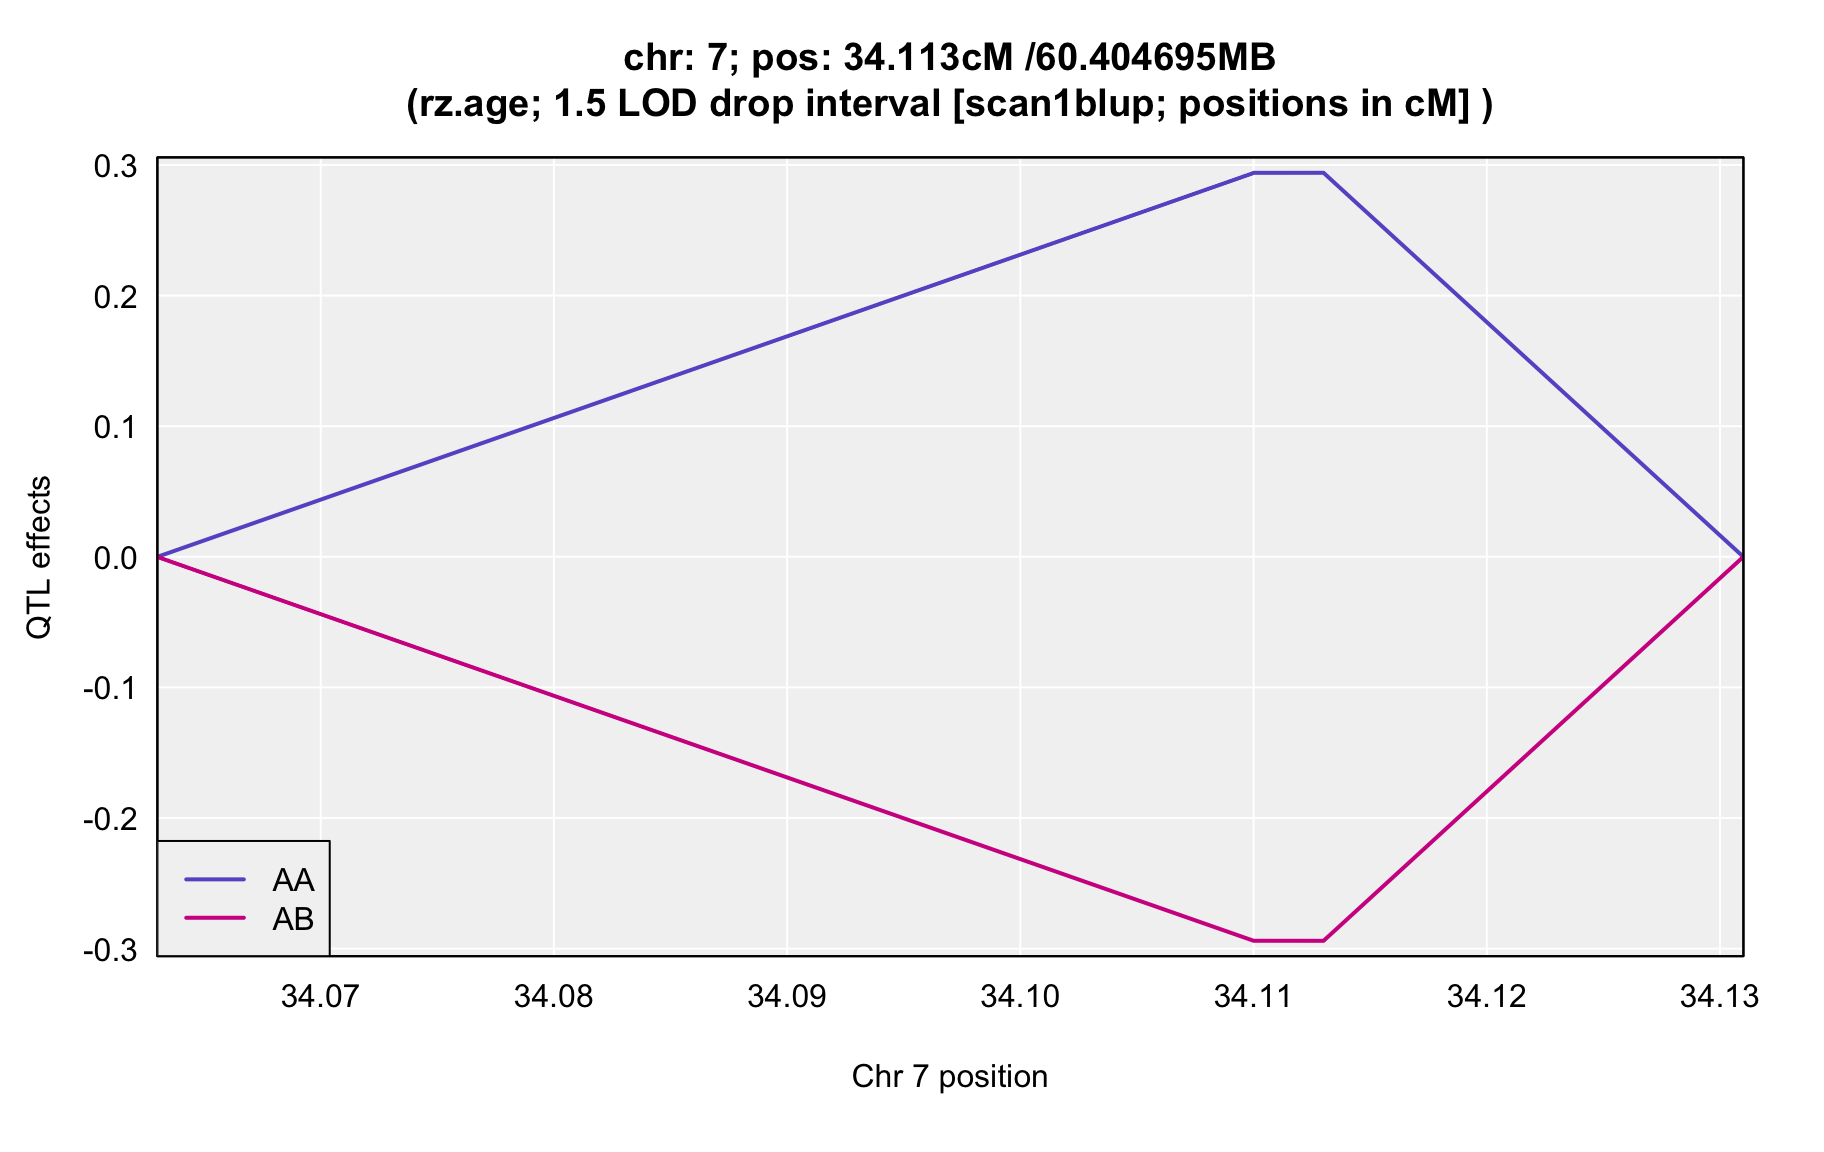 chr: 7; pos: 34.113cM /60.404695MB
(rz.age; 1.5 LOD drop interval [scan1blup; positions in cM] )
QTL effects
0.3
0.2
0.1
0.0
-0.1
-0.2
-0.3
AA
AB
34.07 34.08 34.09 34.10 34.11 34.12 34.13
Chr 7 position